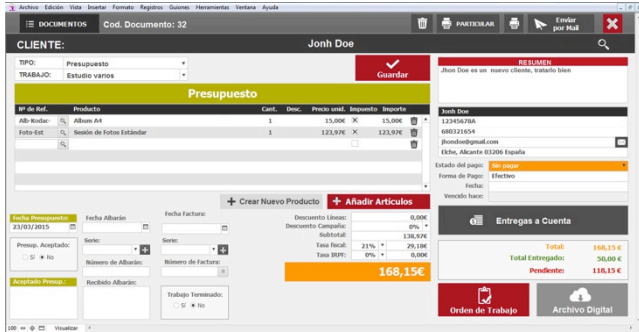 Archivo Edición Vista Insertar Formato Registros Guiones Herramientas Ventana Ayuda
DOCUMENTOS Cod. Documento: 32 PARTICULAR Enviar por Mail
CLIENTE: Jonh Doe
TIPO: Presupuesto
TRABAJO: Estudio varios
Guardar
RESUMEN
Jhon Doe es un nuevo cliente, tratarlo bien
Presupuesto
Nº de Ref. Producto Cant. Desc. Precio unid. Impuesto Importe
Alb-Kodac- Album A4 1 15,00€ 15,00€
Foto-Est Sesión de Fotos Estándar 1 123,97€ 123,97€
Jonh Doe
12345678A
680321654
jhondoe@gmail.com
Elche, Alicante 03206 España
Estado del pago: Sin pagar
Forma de Pago: Efectivo
Fecha:
Vencido hace:
Crear Nuevo Producto Añadir Artículos
Fecha Presupuesto: Fecha Albarán Fecha Factura:
23/03/2015
Presup. Aceptado: Serie: Serie:
Sí No
Número de Albarán: Número de Factura:
Aceptado Presup.: Recibido Albarán:
Trabajo Terminado:
Sí No
Descuento Líneas: 0,00€
Descuento Campaña: 0%
Subtotal: 138,97€
Tasa fiscal: 21% 29,18€
Tasa IRPF: 0% 0,00€
168,15€
Entregas a Cuenta
Total: 168,15 €
Total Entregado: 50,00 €
Pendiente: 118,15 €
Orden de Trabajo Archivo Digital
100 Visualizar